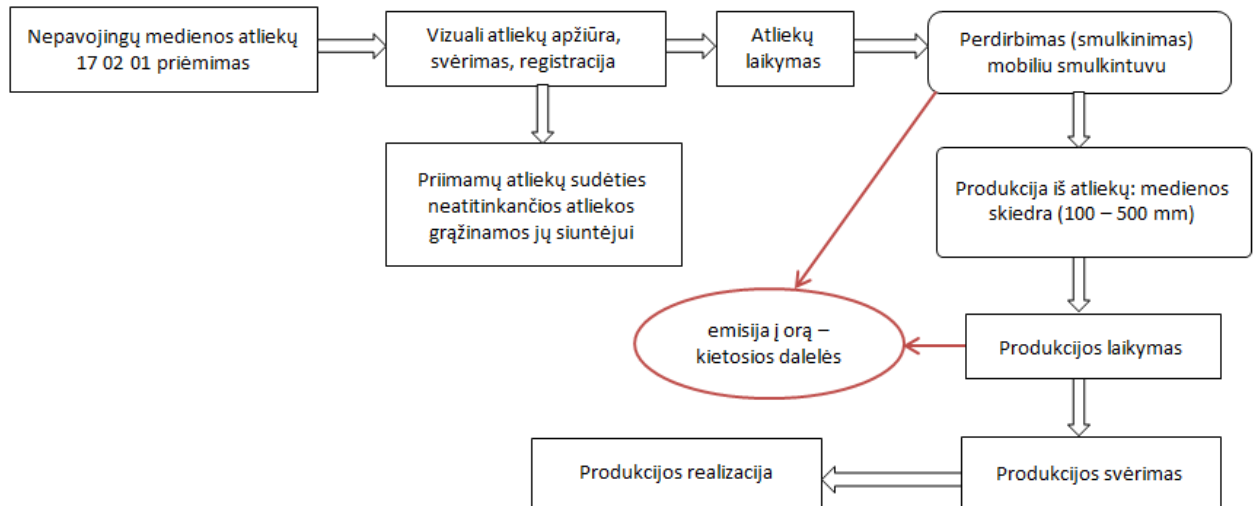 Nepavojingų medienos atliekų
17 02 01 priėmimas
Vizuali atliekų apžiūra,
svėrimas, registracija
Atliekų
laikymas
Perdirbimas (smulkinimas)
mobiliu smulkintuvu
Priimamų atliekų sudėties
neatitinkančios atliekos
grąžinamos jų siuntėjui
Produkcija iš atliekų: medienos
skiedra (100 – 500 mm)
emisija į orą –
kietosios dalelės
Produkcijos laikymas
Produkcijos svėrimas
Produkcijos realizacija